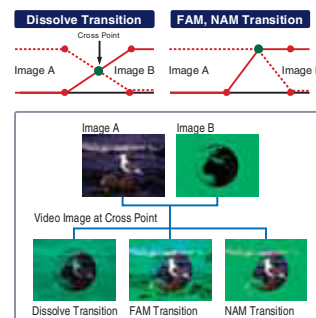 Dissolve Transition
FAM, NAM Transition
Cross Point
Image A
Image B
Image A
Image
Image A
Image B
Video Image at Cross Point
Dissolve Transition
FAM Transition
NAM Transition